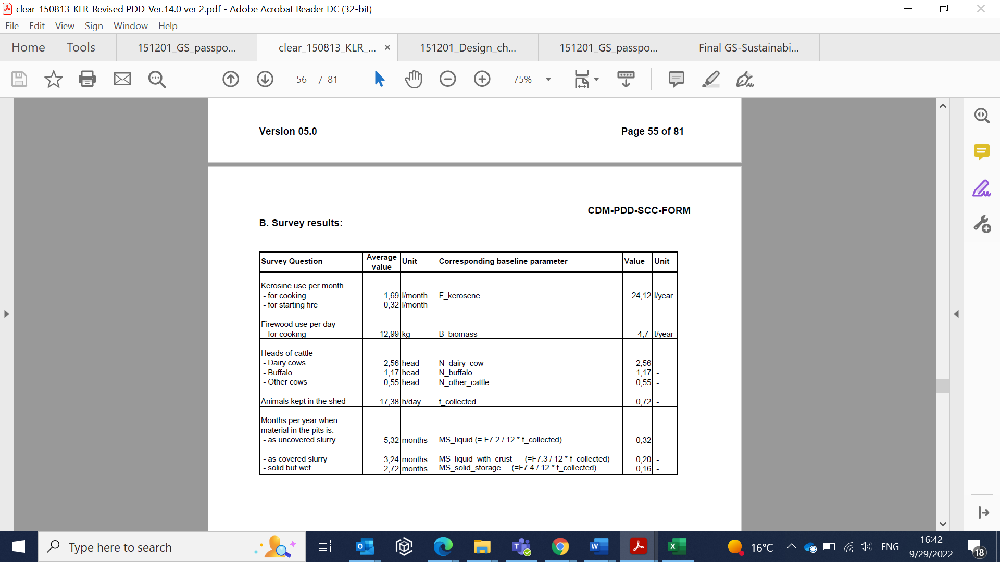 clear_150813_KLR_Revised PDD_Ver.14.0 ver 2.pdf - Adobe Acrobat Reader DC (32-bit)
File Edit View Sign Window Help
Home Tools 151201_GS_passpo... clear_150813_KLR_... × 151201_Design_ch... 151201_GS_passpo... Final GS-Sustainabi...
56 / 81 75%
Version 05.0 Page 55 of 81
CDM-PDD-SCC-FORM
B. Survey results:
Survey Question Average value Unit Corresponding baseline parameter Value Unit
Kerosine use per month
- for cooking 1,69 l/month F_kerosene 24,12 l/year
- for starting fire 0,32 l/month
Firewood use per day
- for cooking 12,99 kg B_biomass 4,7 t/year
Heads of cattle
- Dairy cows 2,56 head N_dairy_cow 2,56 -
- Buffalo 1,17 head N_buffalo 1,17 -
- Other cows 0,55 head N_other_cattle 0,55 -
Animals kept in the shed 17,38 h/day f_collected 0,72 -
Months per year when
material in the pits is:
- as uncovered slurry 5,32 months MS_liquid (= F7.2 / 12 * f_collected) 0,32 -
- as covered slurry 3,24 months MS_liquid_with_crust (=F7.3 / 12 * f_collected) 0,20 -
- solid but wet 2,72 months MS_solid_storage (=F7.4 / 12 * f_collected) 0,16 -
Type here to search 16°C ENG 16:42
9/29/2022 18